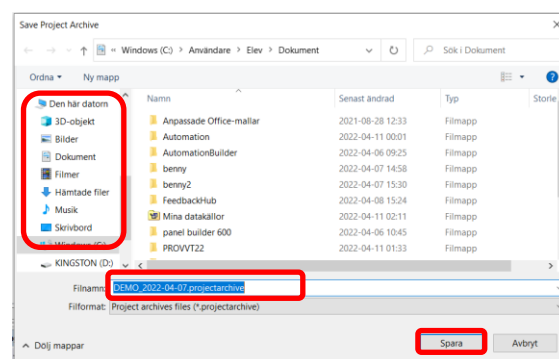 Save Project Archive
« Windows (C:) > Användare > Elev > Dokument
Sök i Dokument
Ordna
Ny mapp
Den här datorn
3D-objekt
Bilder
Dokument
Filmer
Hämtade filer
Musik
Skrivbord
Windows (C:)
KINGSTON (D:)
Namn Senast ändrad Typ Storle
Anpassade Office-mallar 2021-08-28 12:33 Filmapp
Automation 2022-04-11 00:01 Filmapp
AutomationBuilder 2022-04-06 09:25 Filmapp
benny 2022-04-07 14:58 Filmapp
benny2 2022-04-07 15:30 Filmapp
FeedbackHub 2022-04-08 15:24 Filmapp
Mina datakällor 2022-04-11 02:11 Filmapp
panel builder 600 2022-04-06 10:45 Filmapp
PROVVT22 2022-04-11 01:33 Filmapp
Filnamn: DEMO_2022-04-07.projectarchive
Filformat: Project archives files (*.projectarchive)
Dölj mappar
Spara
Avbryt